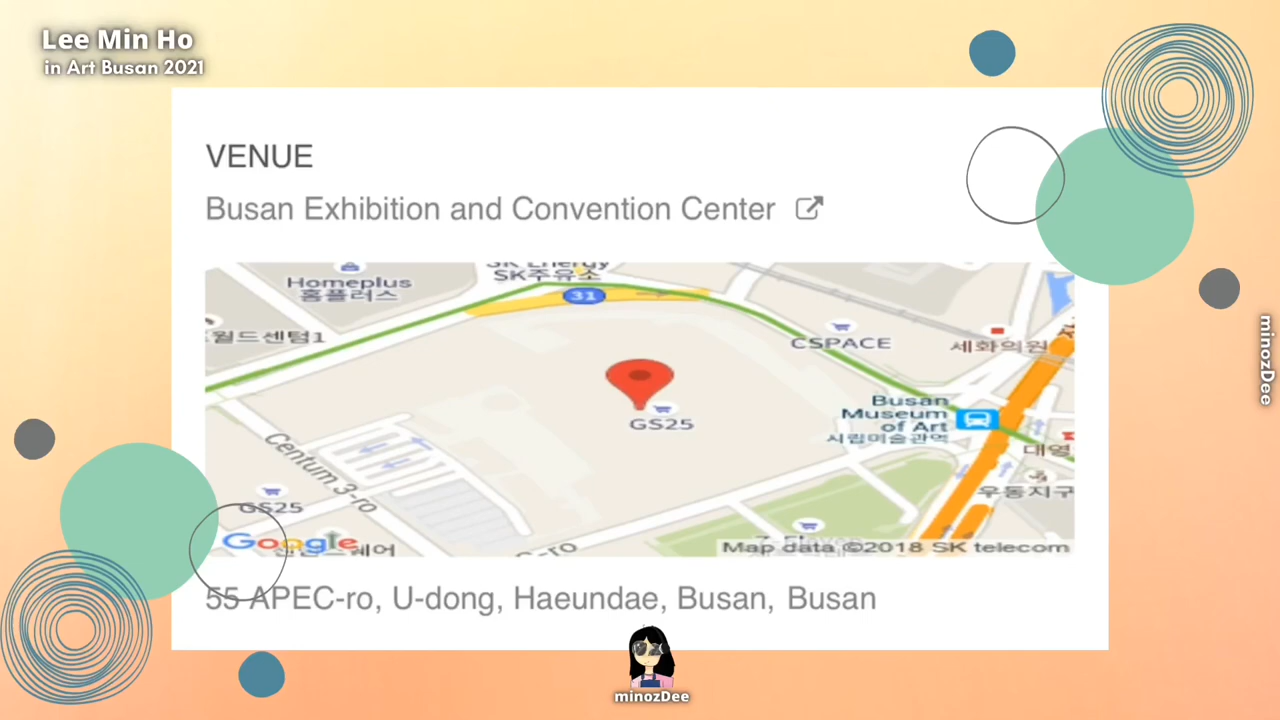 Lee Min Ho
in Art Busan 2021
VENUE
Busan Exhibition and Convention Center
SK Energy
SK주유소
Homeplus
홈플러스
31
월드센텀1
CSPACE
세화의원
GS25
Busan
Museum
of Art
시립미술관역
대영
Centum 3-ro
우동지구
GS25
Google
Map data ©2018 SK telecom
55 APEC-ro, U-dong, Haeundae, Busan, Busan
minozDee
minozDee